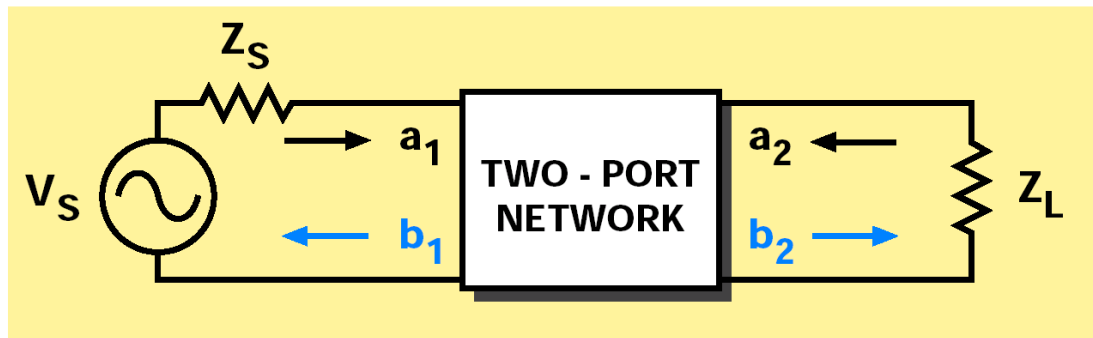 Z_S
a_1
a_2
V_S
TWO - PORT
NETWORK
Z_L
b_1
b_2